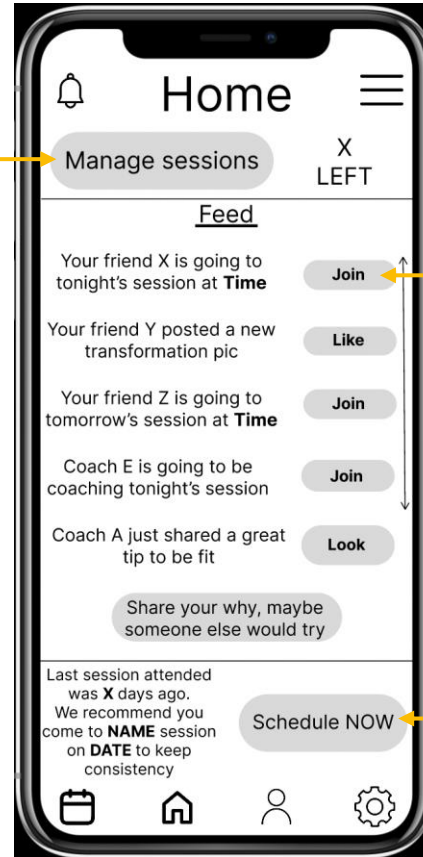 Home
Manage sessions
X
LEFT
Feed
Your friend X is going to
tonight's session at Time
Join
Your friend Y posted a new
transformation pic
Like
Your friend Z is going to
tomorrow's session at Time
Join
Coach E is going to be
coaching tonight's session
Join
Coach A just shared a great
tip to be fit
Look
Share your why, maybe
someone else would try
Last session attended
was X days ago.
We recommend you
come to NAME session
on DATE to keep
consistency
Schedule NOW